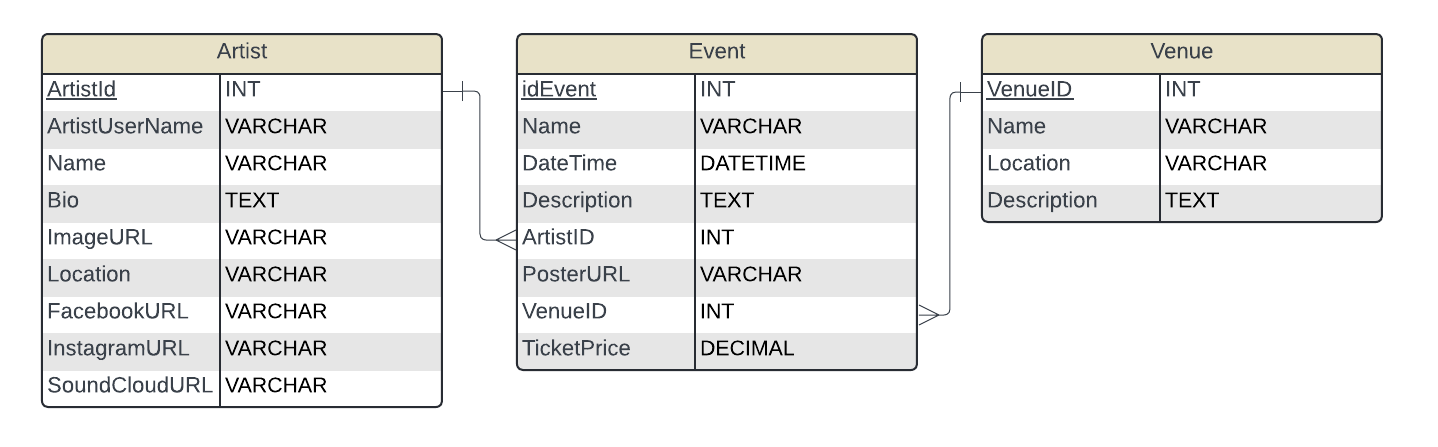 Artist
ArtistId INT
ArtistUserName VARCHAR
Name VARCHAR
Bio TEXT
ImageURL VARCHAR
Location VARCHAR
FacebookURL VARCHAR
InstagramURL VARCHAR
SoundCloudURL VARCHAR
Event
idEvent INT
Name VARCHAR
DateTime DATETIME
Description TEXT
ArtistID INT
PosterURL VARCHAR
VenueID INT
TicketPrice DECIMAL
Venue
VenueID INT
Name VARCHAR
Location VARCHAR
Description TEXT